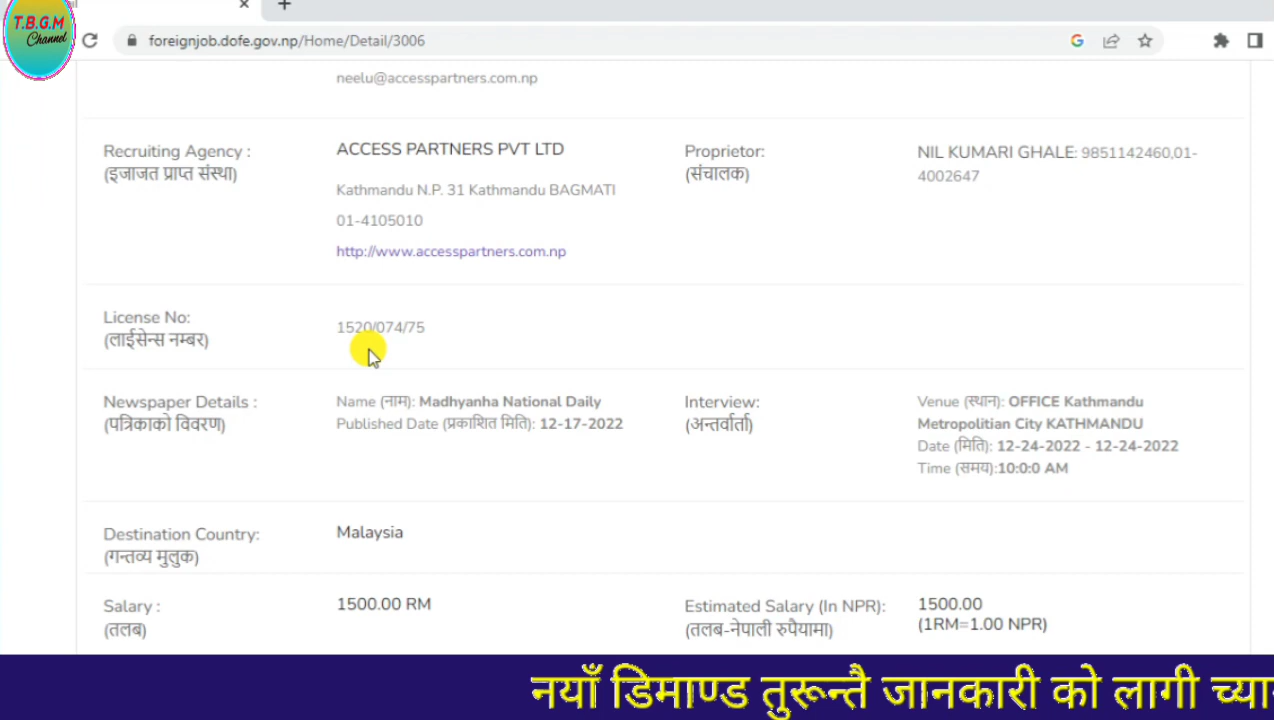 T.B.G.M
Channel
foreignjob.dofe.gov.np/Home/Detail/3006
neelu@accesspartners.com.np
Recruiting Agency :
(इजाजत प्राप्त संस्था)
ACCESS PARTNERS PVT LTD
Kathmandu N.P. 31 Kathmandu BAGMATI
01-4105010
http://www.accesspartners.com.np
Proprietor:
(संचालक)
NIL KUMARI GHALE: 9851142460,01-
4002647
License No:
(लाईसेन्स नम्बर)
1520/074/75
Newspaper Details :
(पत्रिकाको विवरण)
Name (नाम): Madhyanha National Daily
Published Date (प्रकाशित मिति): 12-17-2022
Interview:
(अन्तर्वार्ता)
Venue (स्थान): OFFICE Kathmandu
Metropolitian City KATHMANDU
Date (मिति): 12-24-2022 - 12-24-2022
Time (समय):10:0:0 AM
Destination Country:
(गन्तव्य मुलुक)
Malaysia
Salary :
(तलब)
1500.00 RM
Estimated Salary (In NPR):
(तलब-नेपाली रुपैयामा)
1500.00
(1RM=1.00 NPR)
नयाँ डिमाण्ड तुरून्तै जानकारी को लागी